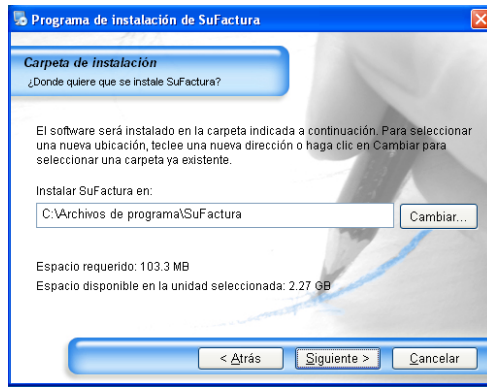 Programa de instalación de SuFactura
Carpeta de instalación
¿Donde quiere que se instale SuFactura?
El software será instalado en la carpeta indicada a continuación. Para seleccionar
una nueva ubicación, teclee una nueva dirección o haga clic en Cambiar para
seleccionar una carpeta ya existente.
Instalar SuFactura en:
C:\Archivos de programa\SuFactura
Cambiar...
Espacio requerido: 103.3 MB
Espacio disponible en la unidad seleccionada: 2.27 GB
< Atrás
Siguiente >
Cancelar